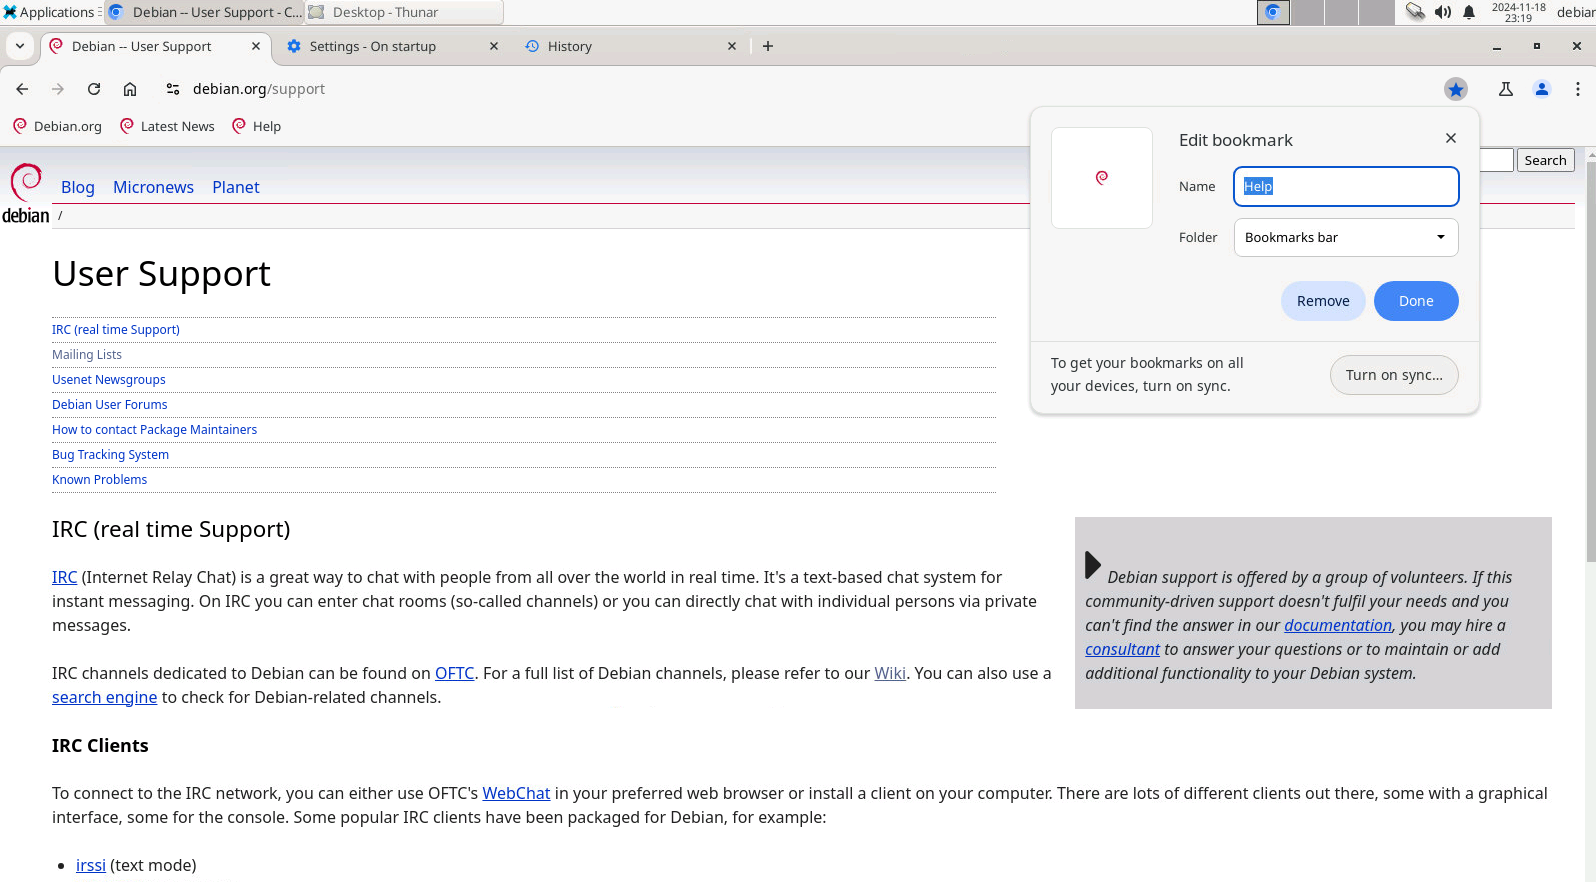 Applications
Debian -- User Support - C...
Desktop - Thunar
2024-11-18
23:19
debian
Debian -- User Support
Settings - On startup
History
debian.org/support
Debian.org
Latest News
Help
Edit bookmark
Name
Help
Folder
Bookmarks bar
Remove
Done
To get your bookmarks on all
your devices, turn on sync.
Turn on sync...
Search
Blog
Micronews
Planet
debian
/
User Support
IRC (real time Support)
Mailing Lists
Usenet Newsgroups
Debian User Forums
How to contact Package Maintainers
Bug Tracking System
Known Problems
IRC (real time Support)
IRC (Internet Relay Chat) is a great way to chat with people from all over the world in real time. It's a text-based chat system for
instant messaging. On IRC you can enter chat rooms (so-called channels) or you can directly chat with individual persons via private
messages.
IRC channels dedicated to Debian can be found on OFTC. For a full list of Debian channels, please refer to our Wiki. You can also use a
search engine to check for Debian-related channels.
Debian support is offered by a group of volunteers. If this
community-driven support doesn't fulfil your needs and you
can't find the answer in our documentation, you may hire a
consultant to answer your questions or to maintain or add
additional functionality to your Debian system.
IRC Clients
To connect to the IRC network, you can either use OFTC's WebChat in your preferred web browser or install a client on your computer. There are lots of different clients out there, some with a graphical
interface, some for the console. Some popular IRC clients have been packaged for Debian, for example:
• irssi (text mode)